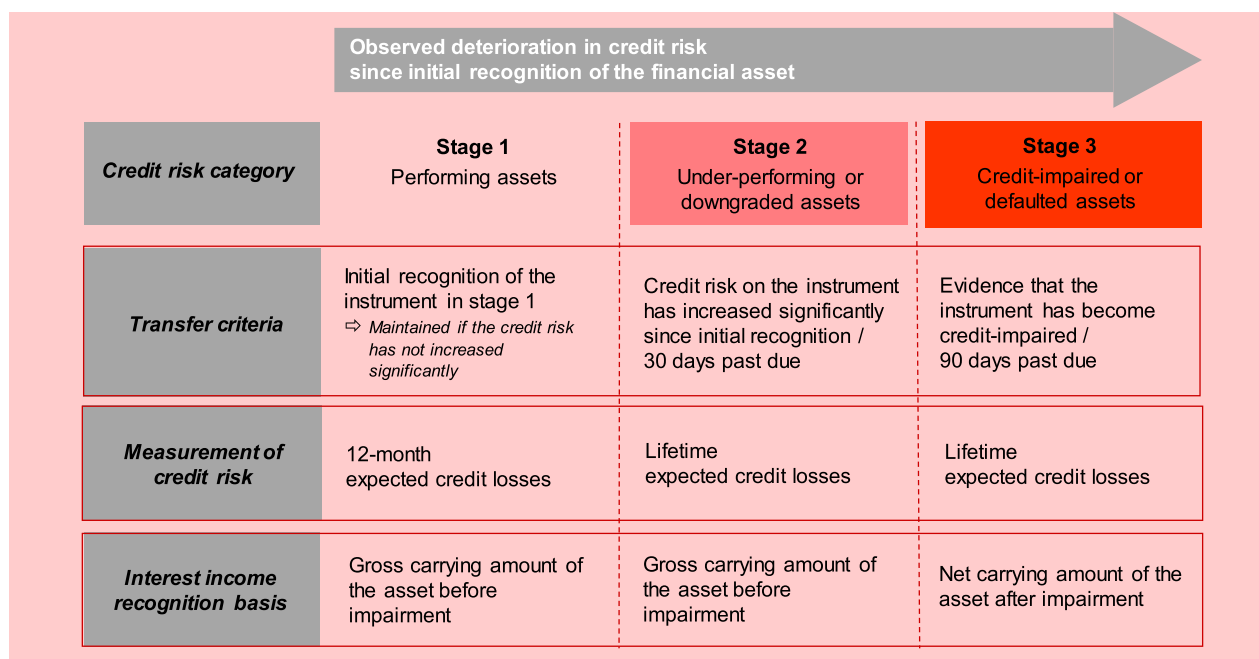 Observed deterioration in credit risk
since initial recognition of the financial asset
Credit risk category
Stage 1
Performing assets
Stage 2
Under-performing or
downgraded assets
Stage 3
Credit-impaired or
defaulted assets
Transfer criteria
Initial recognition of the
instrument in stage 1
⇨ Maintained if the credit risk
has not increased
significantly
Credit risk on the instrument
has increased significantly
since initial recognition /
30 days past due
Evidence that the
instrument has become
credit-impaired /
90 days past due
Measurement of
credit risk
12-month
expected credit losses
Lifetime
expected credit losses
Lifetime
expected credit losses
Interest income
recognition basis
Gross carrying amount of
the asset before
impairment
Gross carrying amount of
the asset before
impairment
Net carrying amount of the
asset after impairment